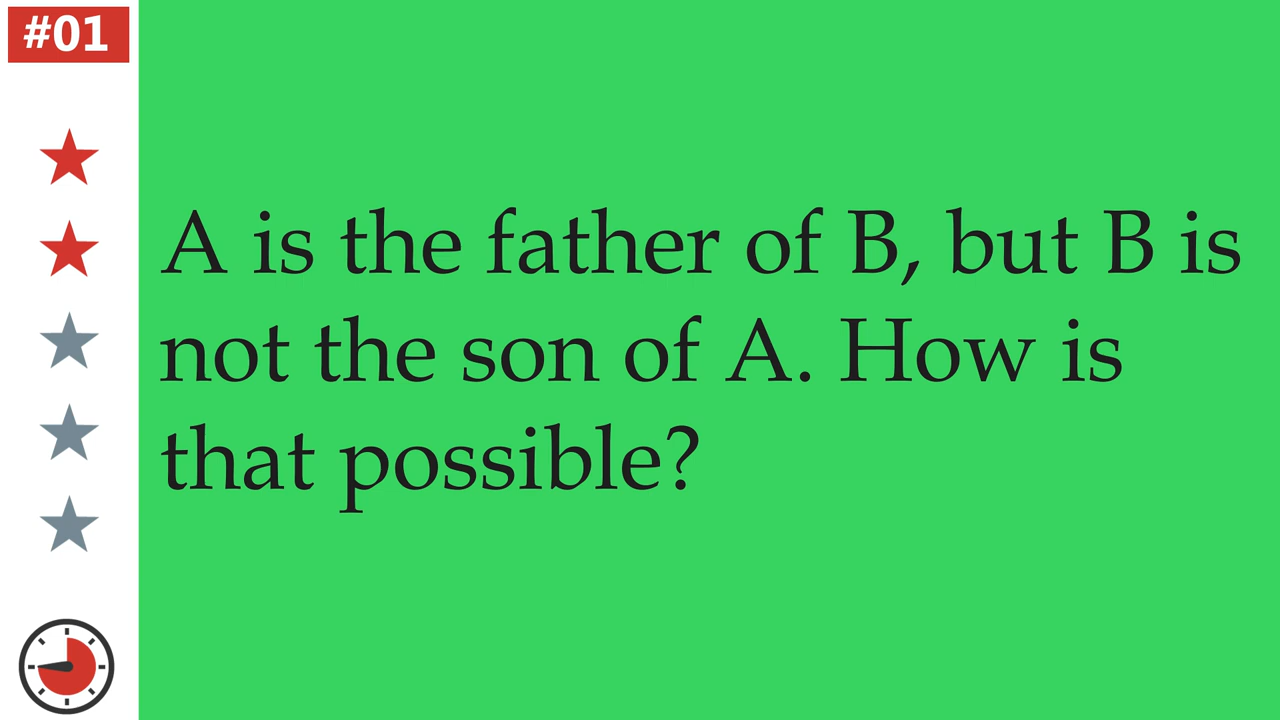 #01
A is the father of B, but B is
not the son of A. How is
that possible?